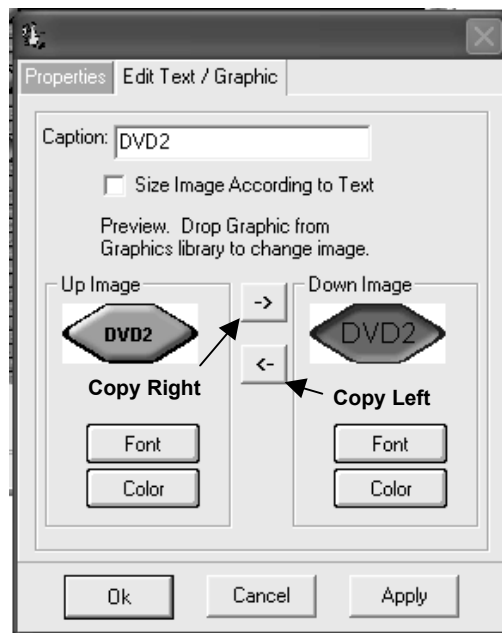 Properties Edit Text / Graphic
Caption: DVD2
Size Image According to Text
Preview. Drop Graphic from
Graphics library to change image.
Up Image -> Down Image
DVD2 DVD2
<-
Copy Right Copy Left
Font Font
Color Color
Ok Cancel Apply